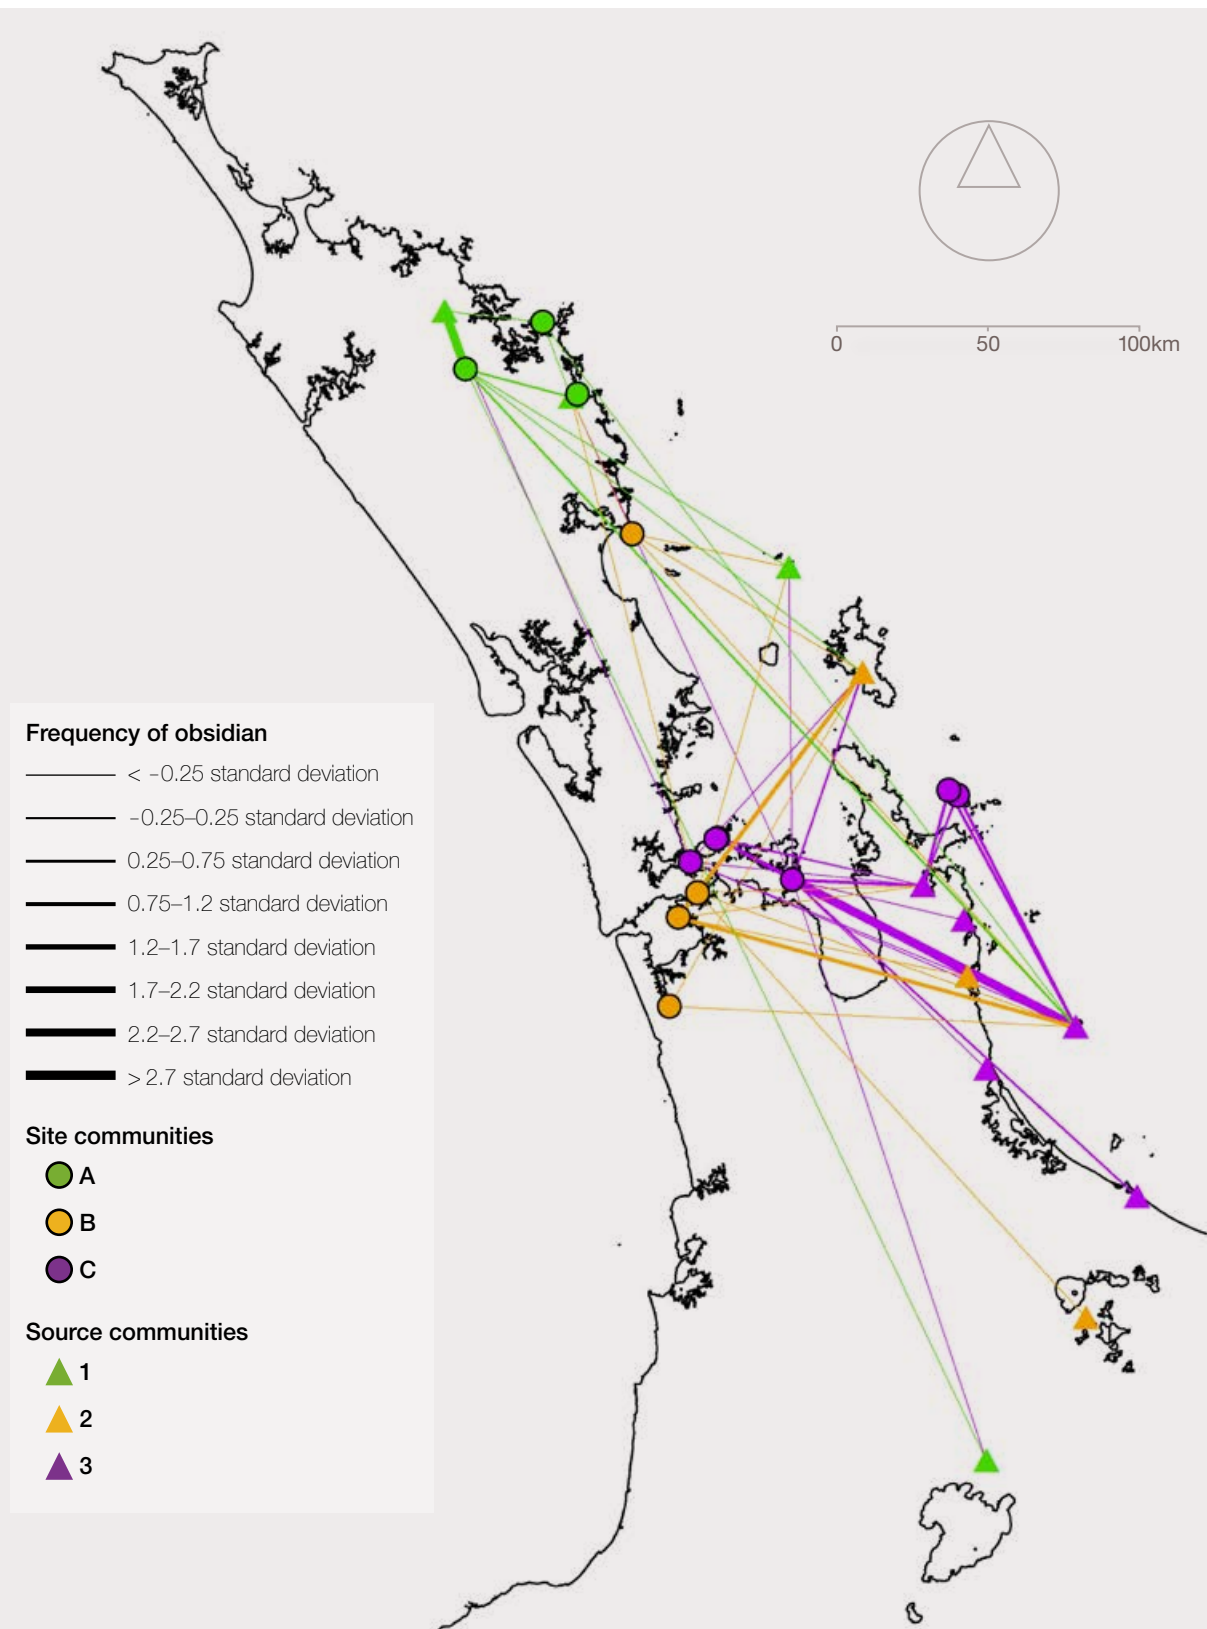 0 50 100km
Frequency of obsidian
< -0.25 standard deviation
-0.25–0.25 standard deviation
0.25–0.75 standard deviation
0.75–1.2 standard deviation
1.2–1.7 standard deviation
1.7–2.2 standard deviation
2.2–2.7 standard deviation
> 2.7 standard deviation
Site communities
A
B
C
Source communities
1
2
3